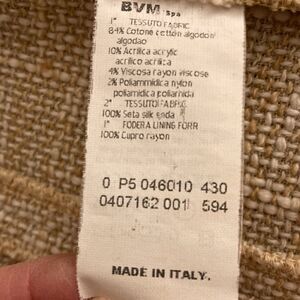 BVM spa
1° TESSUTO FABRIC
84% Cotone cotton algodon
algodao
10% Acrilica acrylic
acrilico acrilica
4% Viscosa rayon viscose
2% Poliammidica nylon
poliamidica poliamida
2° TESSUTO FABRIC
100% Seta silk seda
1° FODERA LINING FORR
100% Cupro rayon
0 P5 046010 430
0407162 001 594
MADE IN ITALY.